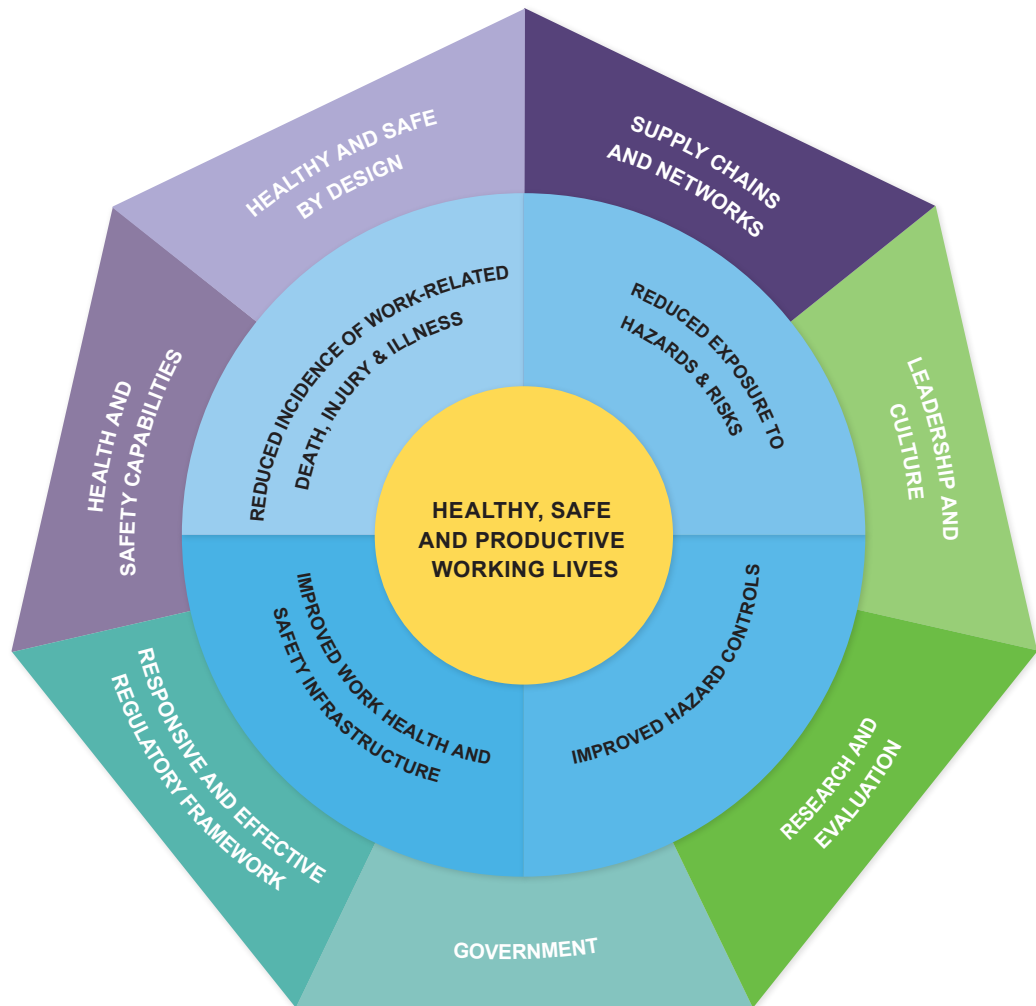 HEALTHY AND SAFE
BY DESIGN
SUPPLY CHAINS
AND NETWORKS
LEADERSHIP AND
CULTURE
RESEARCH AND
EVALUATION
GOVERNMENT
RESPONSIVE AND EFFECTIVE
REGULATORY FRAMEWORK
HEALTH AND
SAFETY CAPABILITIES
REDUCED INCIDENCE OF WORK-RELATED
DEATH, INJURY & ILLNESS
REDUCED EXPOSURE TO
HAZARDS & RISKS
IMPROVED HAZARD CONTROLS
IMPROVED WORK HEALTH AND
SAFETY INFRASTRUCTURE
HEALTHY, SAFE
AND PRODUCTIVE
WORKING LIVES